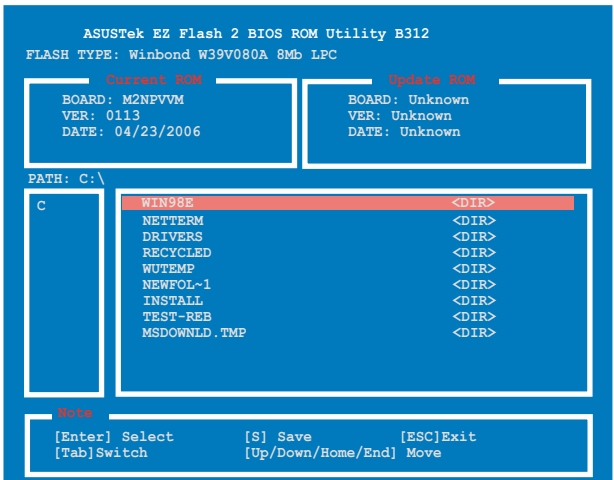 ASUSTek EZ Flash 2 BIOS ROM Utility B312
FLASH TYPE: Winbond W39V080A 8Mb LPC
Current ROM
BOARD: M2NPVVM
VER: 0113
DATE: 04/23/2006
Update ROM
BOARD: Unknown
VER: Unknown
DATE: Unknown
PATH: C:\
C
WIN98E <DIR>
NETTERM <DIR>
DRIVERS <DIR>
RECYCLED <DIR>
WUTEMP <DIR>
NEWFOL~1 <DIR>
INSTALL <DIR>
TEST-REB <DIR>
MSDOWNLD.TMP <DIR>
Note
[Enter] Select [S] Save [ESC]Exit
[Tab]Switch [Up/Down/Home/End] Move